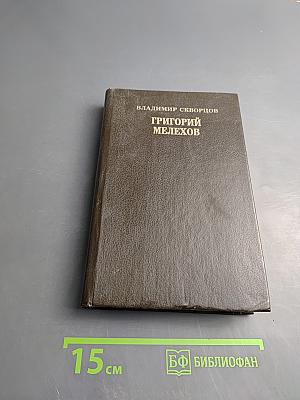 ВЛАДИМИР СКВОРЦОВ
ГРИГОРИЙ
МЕЛЕХОВ
15 см
БФ БИБЛИОФАН